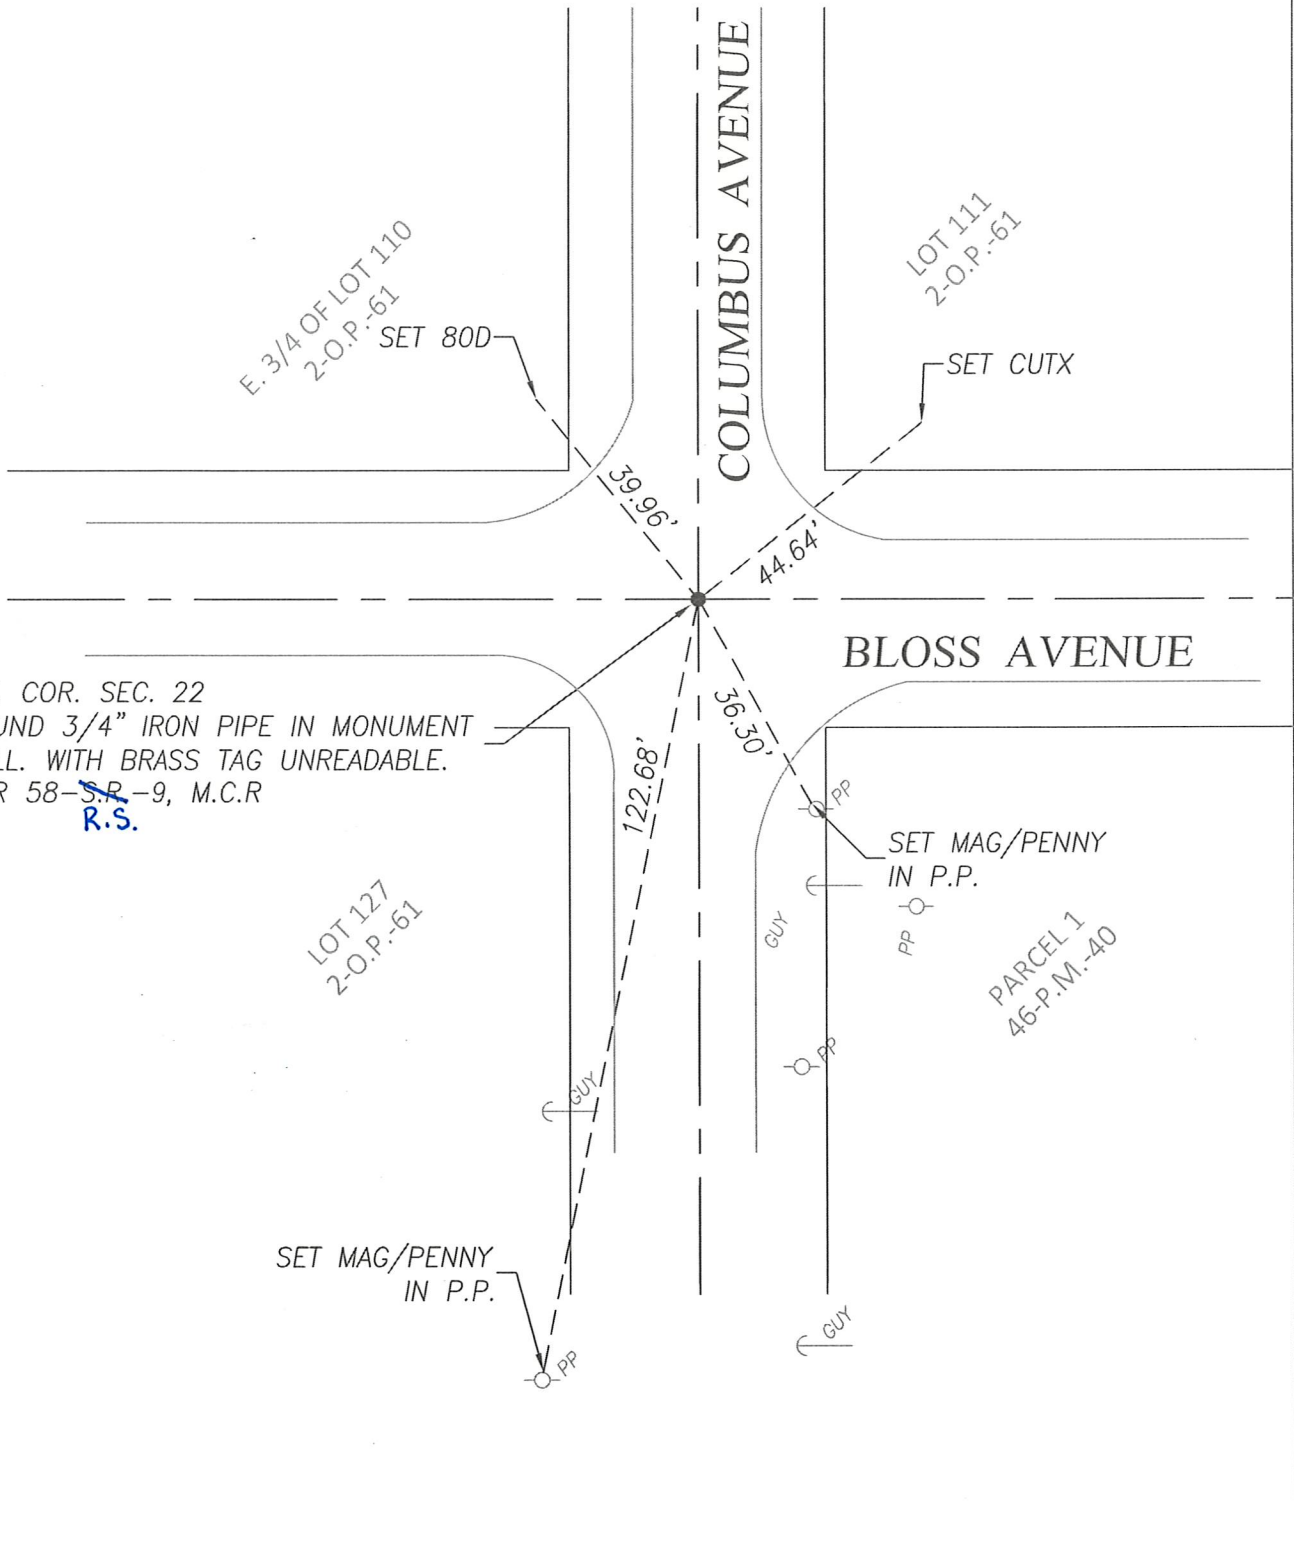 COLUMBUS AVENUE
E. 3/4 OF LOT 110
2-O.P.-61
LOT 111
2-O.P.-61
SET 80D
SET CUTX
39.96'
44.64'
BLOSS AVENUE
COR. SEC. 22
UND 3/4" IRON PIPE IN MONUMENT
LL. WITH BRASS TAG UNREADABLE.
R 58-S.R.-9, M.C.R
R.S.
122.68'
36.30'
PP
SET MAG/PENNY
IN P.P.
GUY
PP
LOT 127
2-O.P.-61
PARCEL 1
46-P.M.-40
PP
GUY
SET MAG/PENNY
IN P.P.
PP
GUY